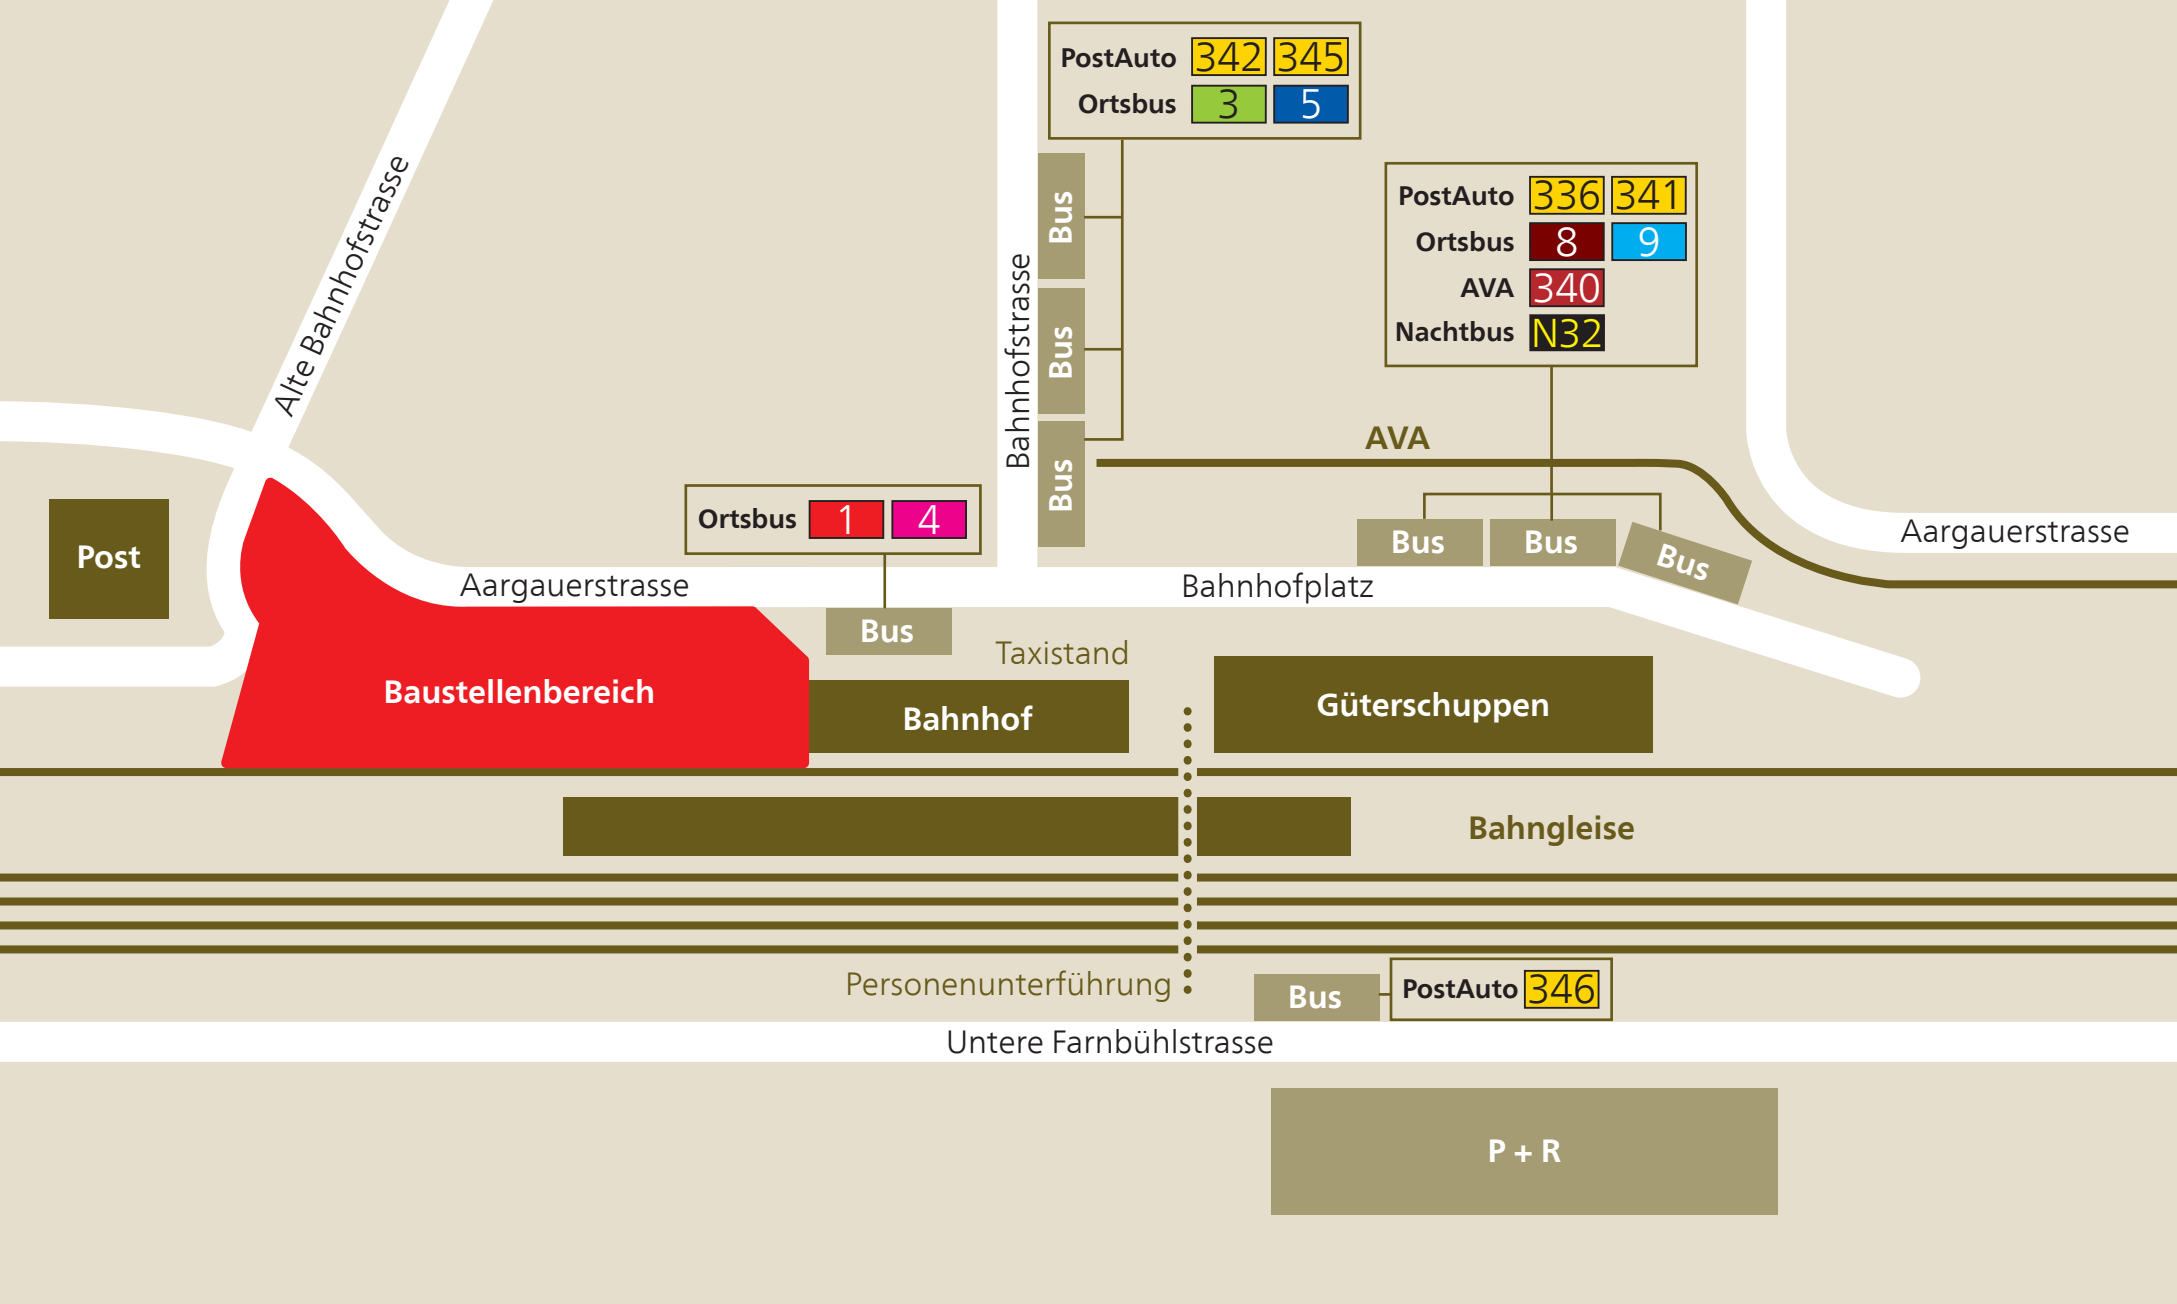 PostAuto 342 345
Ortsbus 3 5
Alte Bahnhofstrasse
Bahnhofstrasse
Bus
Bus
Bus
PostAuto 336 341
Ortsbus 8 9
AVA 340
Nachtbus N32
AVA
Ortsbus 1 4
Post
Aargauerstrasse
Bus
Bahnhofplatz
Bus
Bus
Bus
Aargauerstrasse
Taxistand
Baustellenbereich
Bahnhof
Güterschuppen
Bahngleise
Personenunterführung
Bus
PostAuto 346
Untere Farnbühlstrasse
P + R